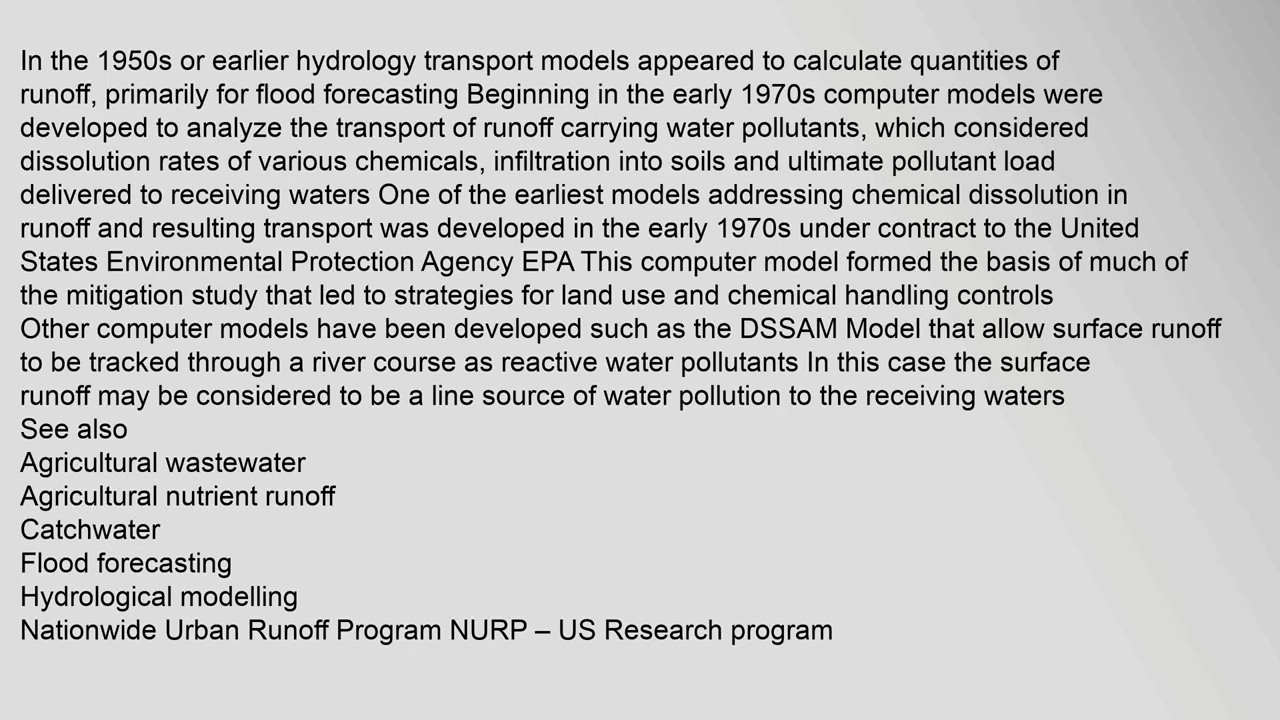 In the 1950s or earlier hydrology transport models appeared to calculate quantities of
runoff, primarily for flood forecasting Beginning in the early 1970s computer models were
developed to analyze the transport of runoff carrying water pollutants, which considered
dissolution rates of various chemicals, infiltration into soils and ultimate pollutant load
delivered to receiving waters One of the earliest models addressing chemical dissolution in
runoff and resulting transport was developed in the early 1970s under contract to the United
States Environmental Protection Agency EPA This computer model formed the basis of much of
the mitigation study that led to strategies for land use and chemical handling controls
Other computer models have been developed such as the DSSAM Model that allow surface runoff
to be tracked through a river course as reactive water pollutants In this case the surface
runoff may be considered to be a line source of water pollution to the receiving waters
See also
Agricultural wastewater
Agricultural nutrient runoff
Catchwater
Flood forecasting
Hydrological modelling
Nationwide Urban Runoff Program NURP – US Research program